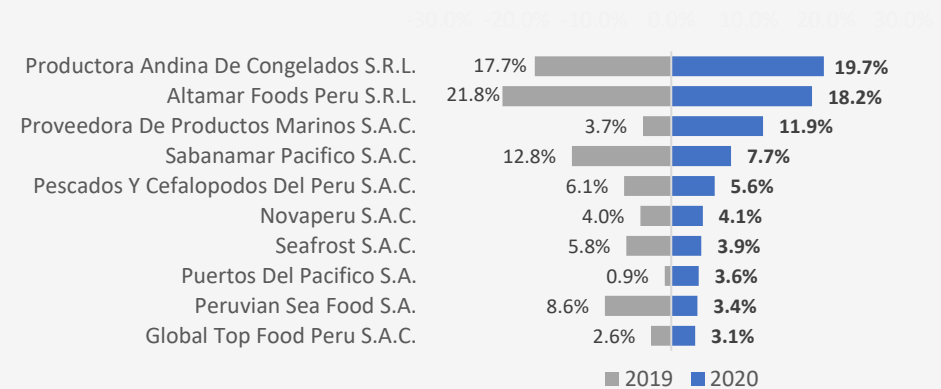 30.0% -20.0% -10.0% 0.0% 10.0% 20.0% 30.0%
Productora Andina De Congelados S.R.L. 17.7% 19.7%
Altamar Foods Peru S.R.L. 21.8% 18.2%
Proveedora De Productos Marinos S.A.C. 3.7% 11.9%
Sabanamar Pacifico S.A.C. 12.8% 7.7%
Pescados Y Cefalopodos Del Peru S.A.C. 6.1% 5.6%
Novaperu S.A.C. 4.0% 4.1%
Seafrost S.A.C. 5.8% 3.9%
Puertos Del Pacifico S.A. 0.9% 3.6%
Peruvian Sea Food S.A. 8.6% 3.4%
Global Top Food Peru S.A.C. 2.6% 3.1%
2019 2020